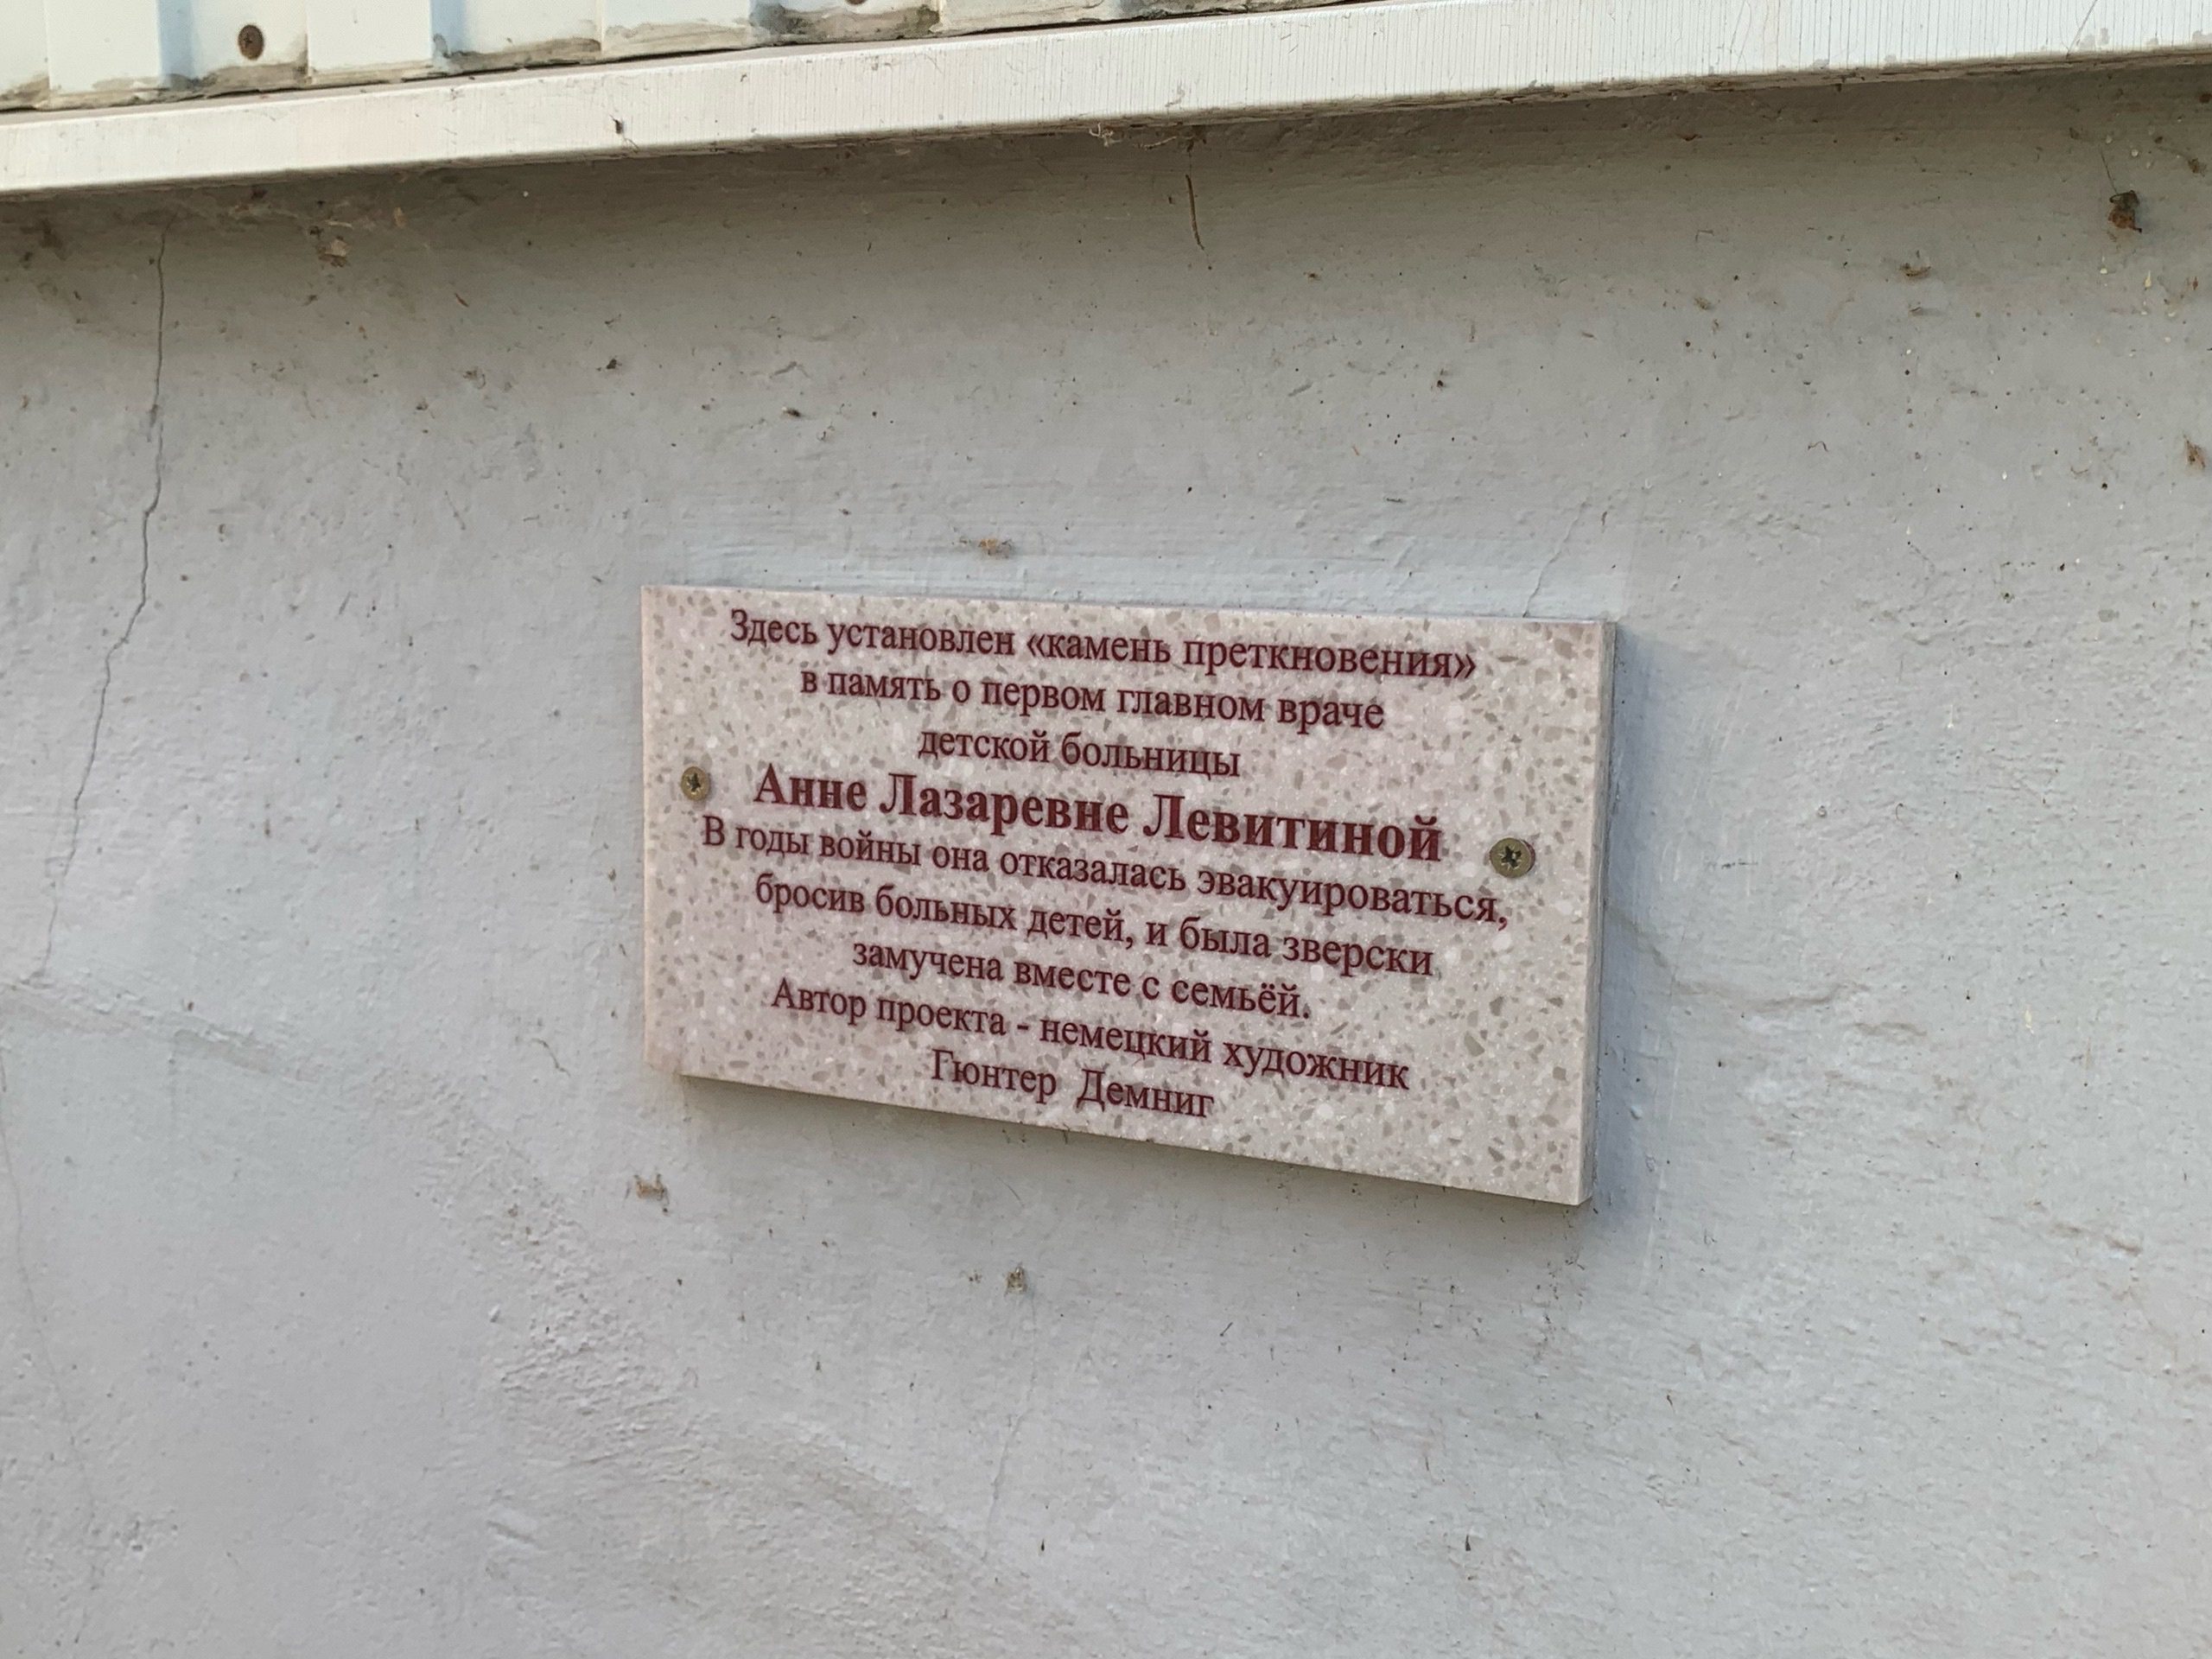 Здесь установлен «камень преткновения»
в память о первом главном враче
детской больницы
Анне Лазаревне Левитиной
В годы войны она отказалась эвакуироваться,
бросив больных детей, и была зверски
замучена вместе с семьёй.
Автор проекта - немецкий художник
Гюнтер Демниг